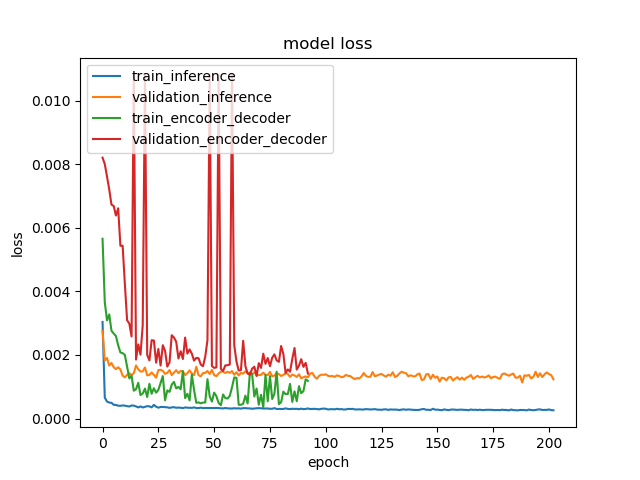 model loss
train_inference
validation_inference
train_encoder_decoder
validation_encoder_decoder
0.010
0.008
0.006
0.004
0.002
0.000
loss
0 25 50 75 100 125 150 175 200
epoch